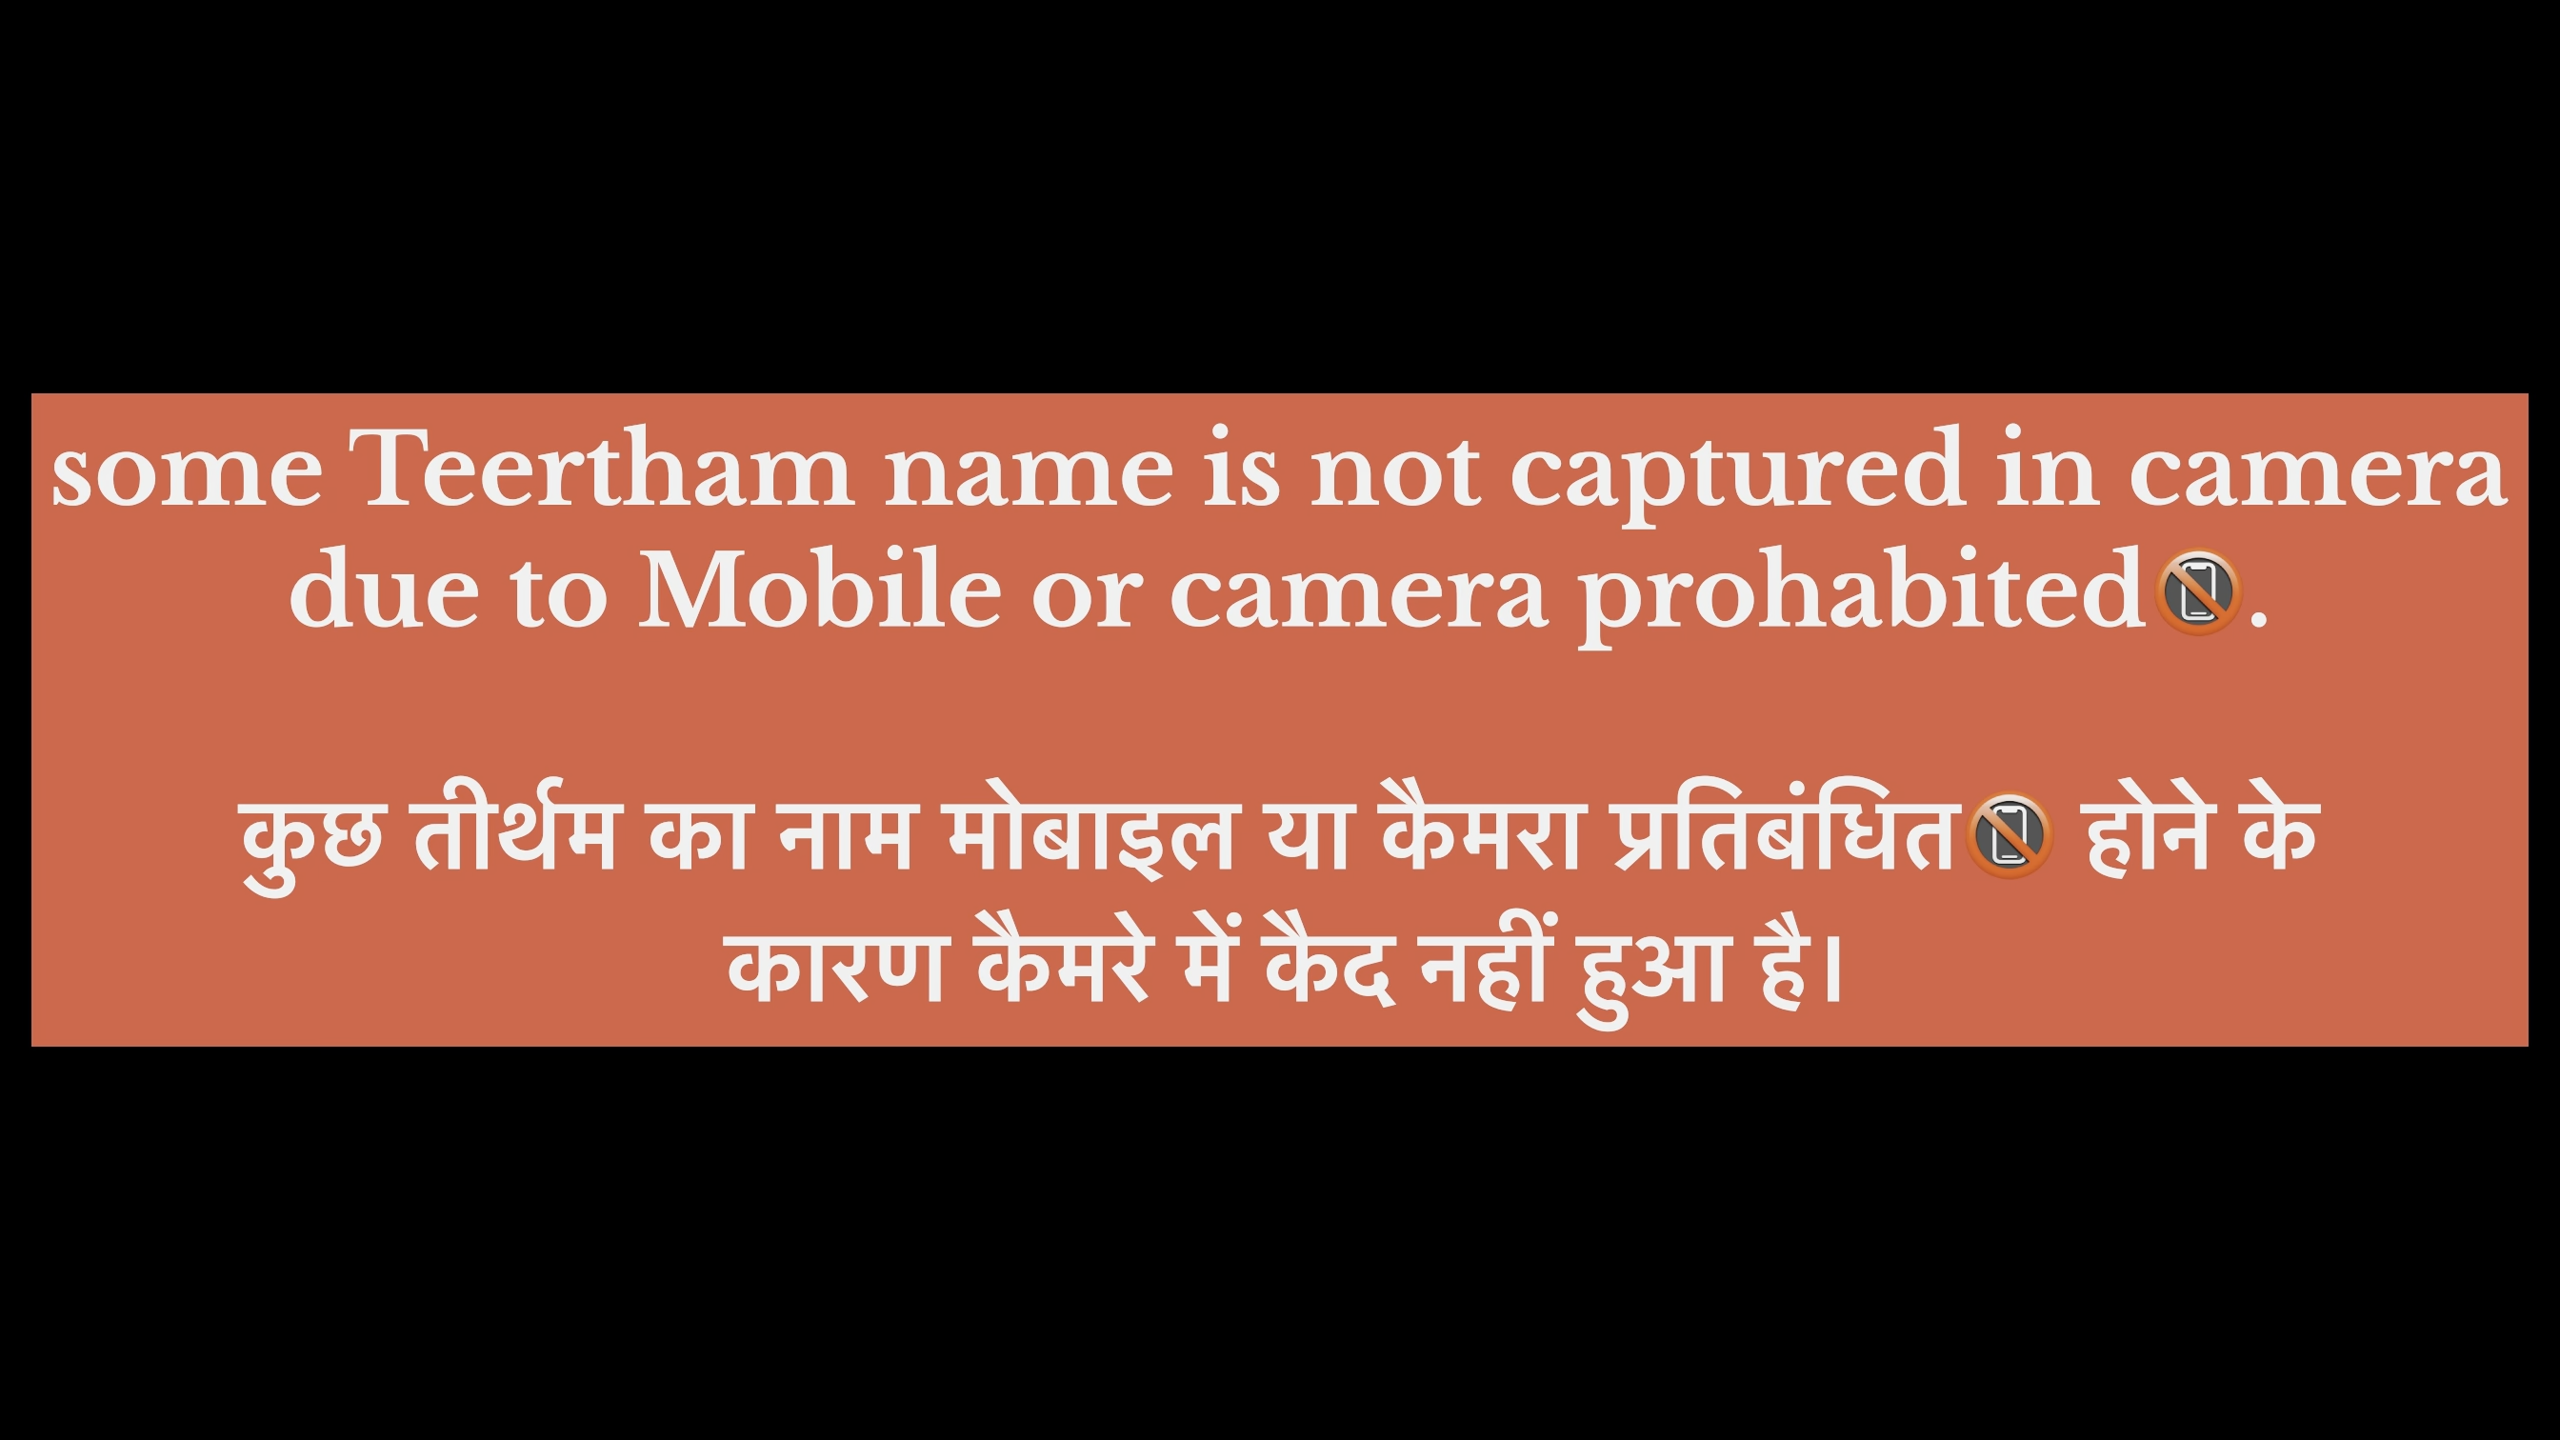 some Teertham name is not captured in camera
due to Mobile or camera prohabited📵.
कुछ तीर्थम का नाम मोबाइल या कैमरा प्रतिबंधित📵 होने के
कारण कैमरे में कैद नहीं हुआ है।